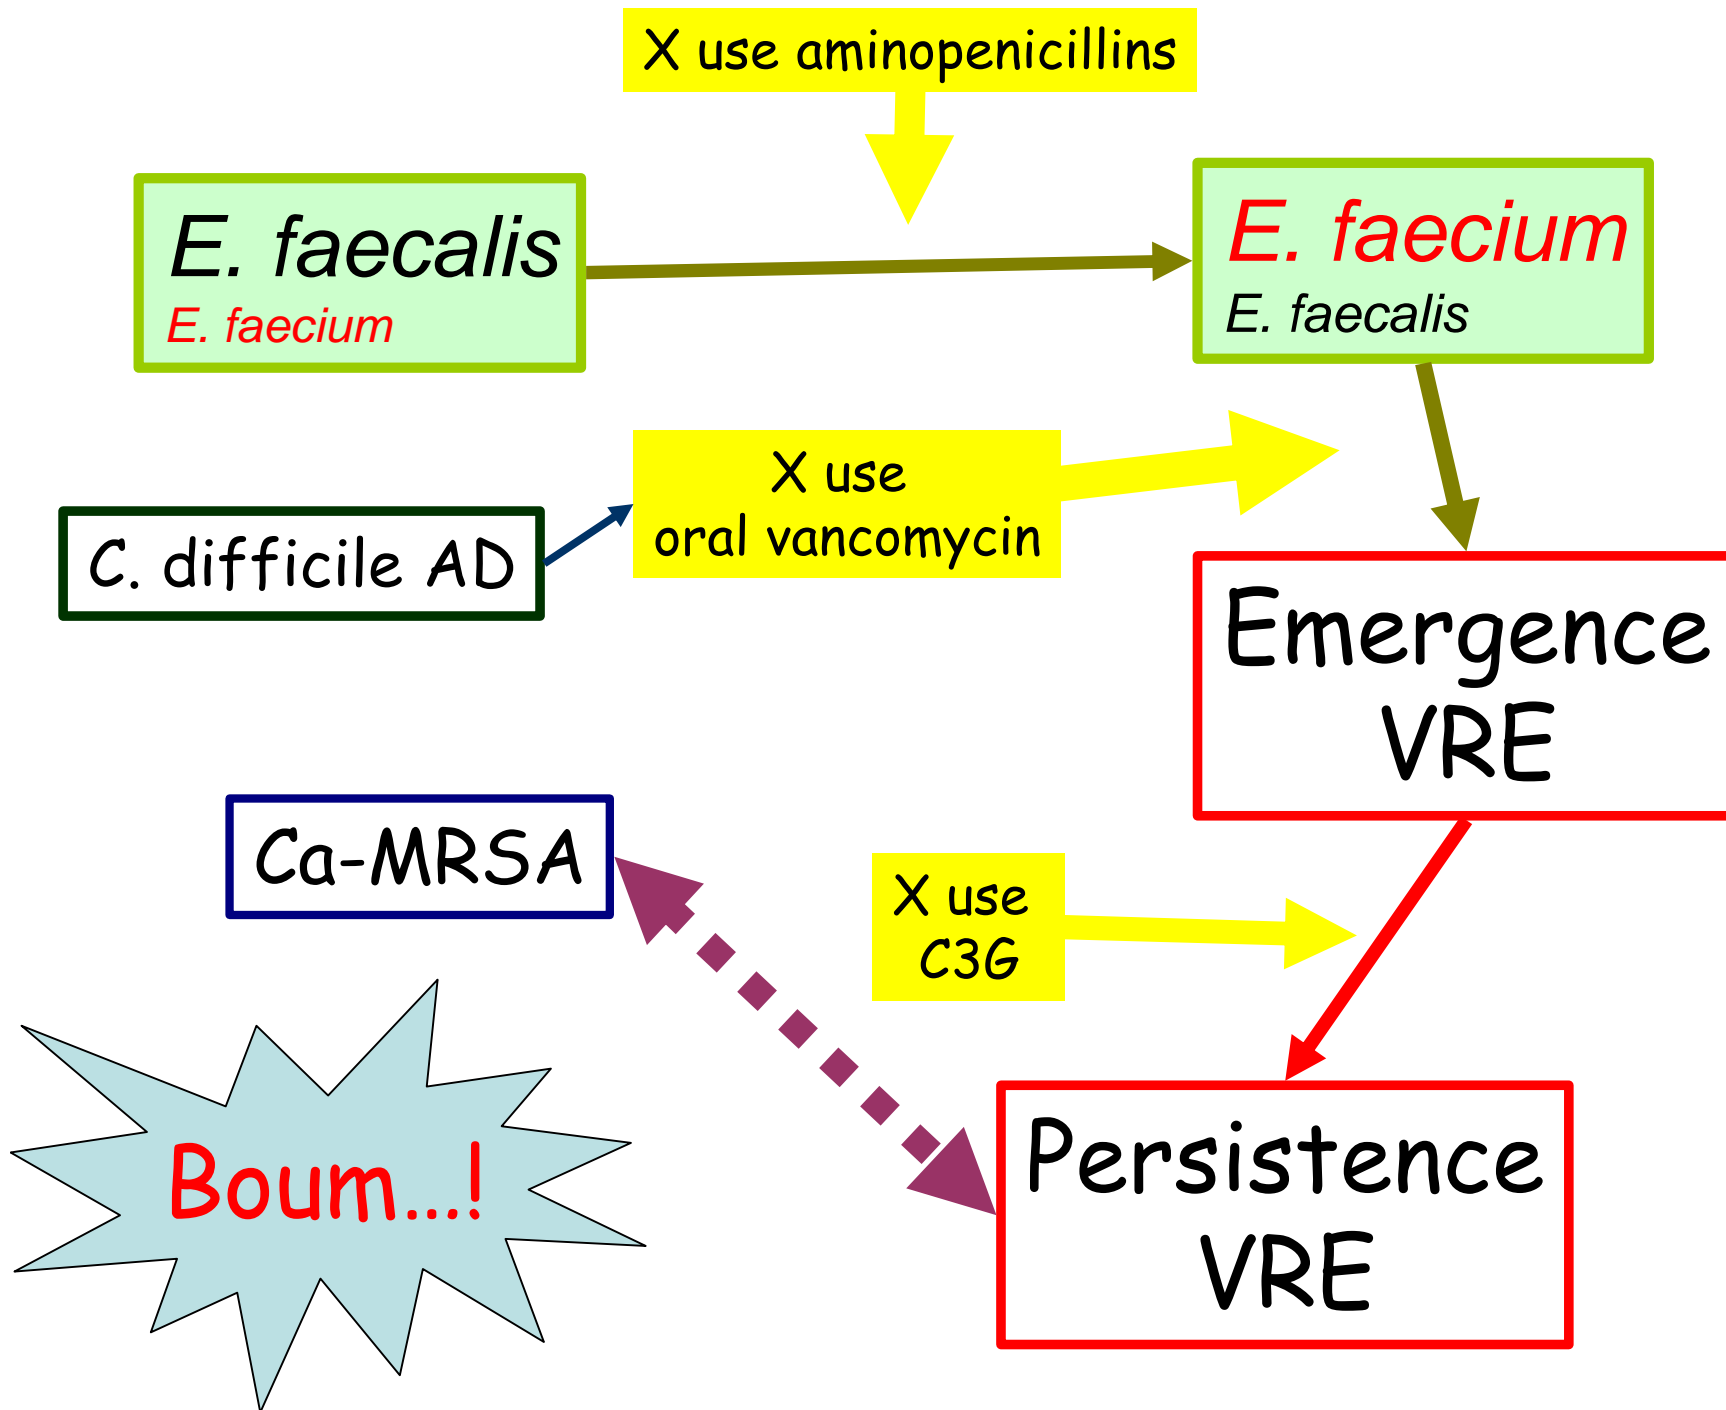 X use aminopenicillins
E. faecalis
E. faecium
E. faecium
E. faecalis
X use
oral vancomycin
C. difficile AD
Emergence
VRE
Ca-MRSA
X use
C3G
Boum...!
Persistence
VRE